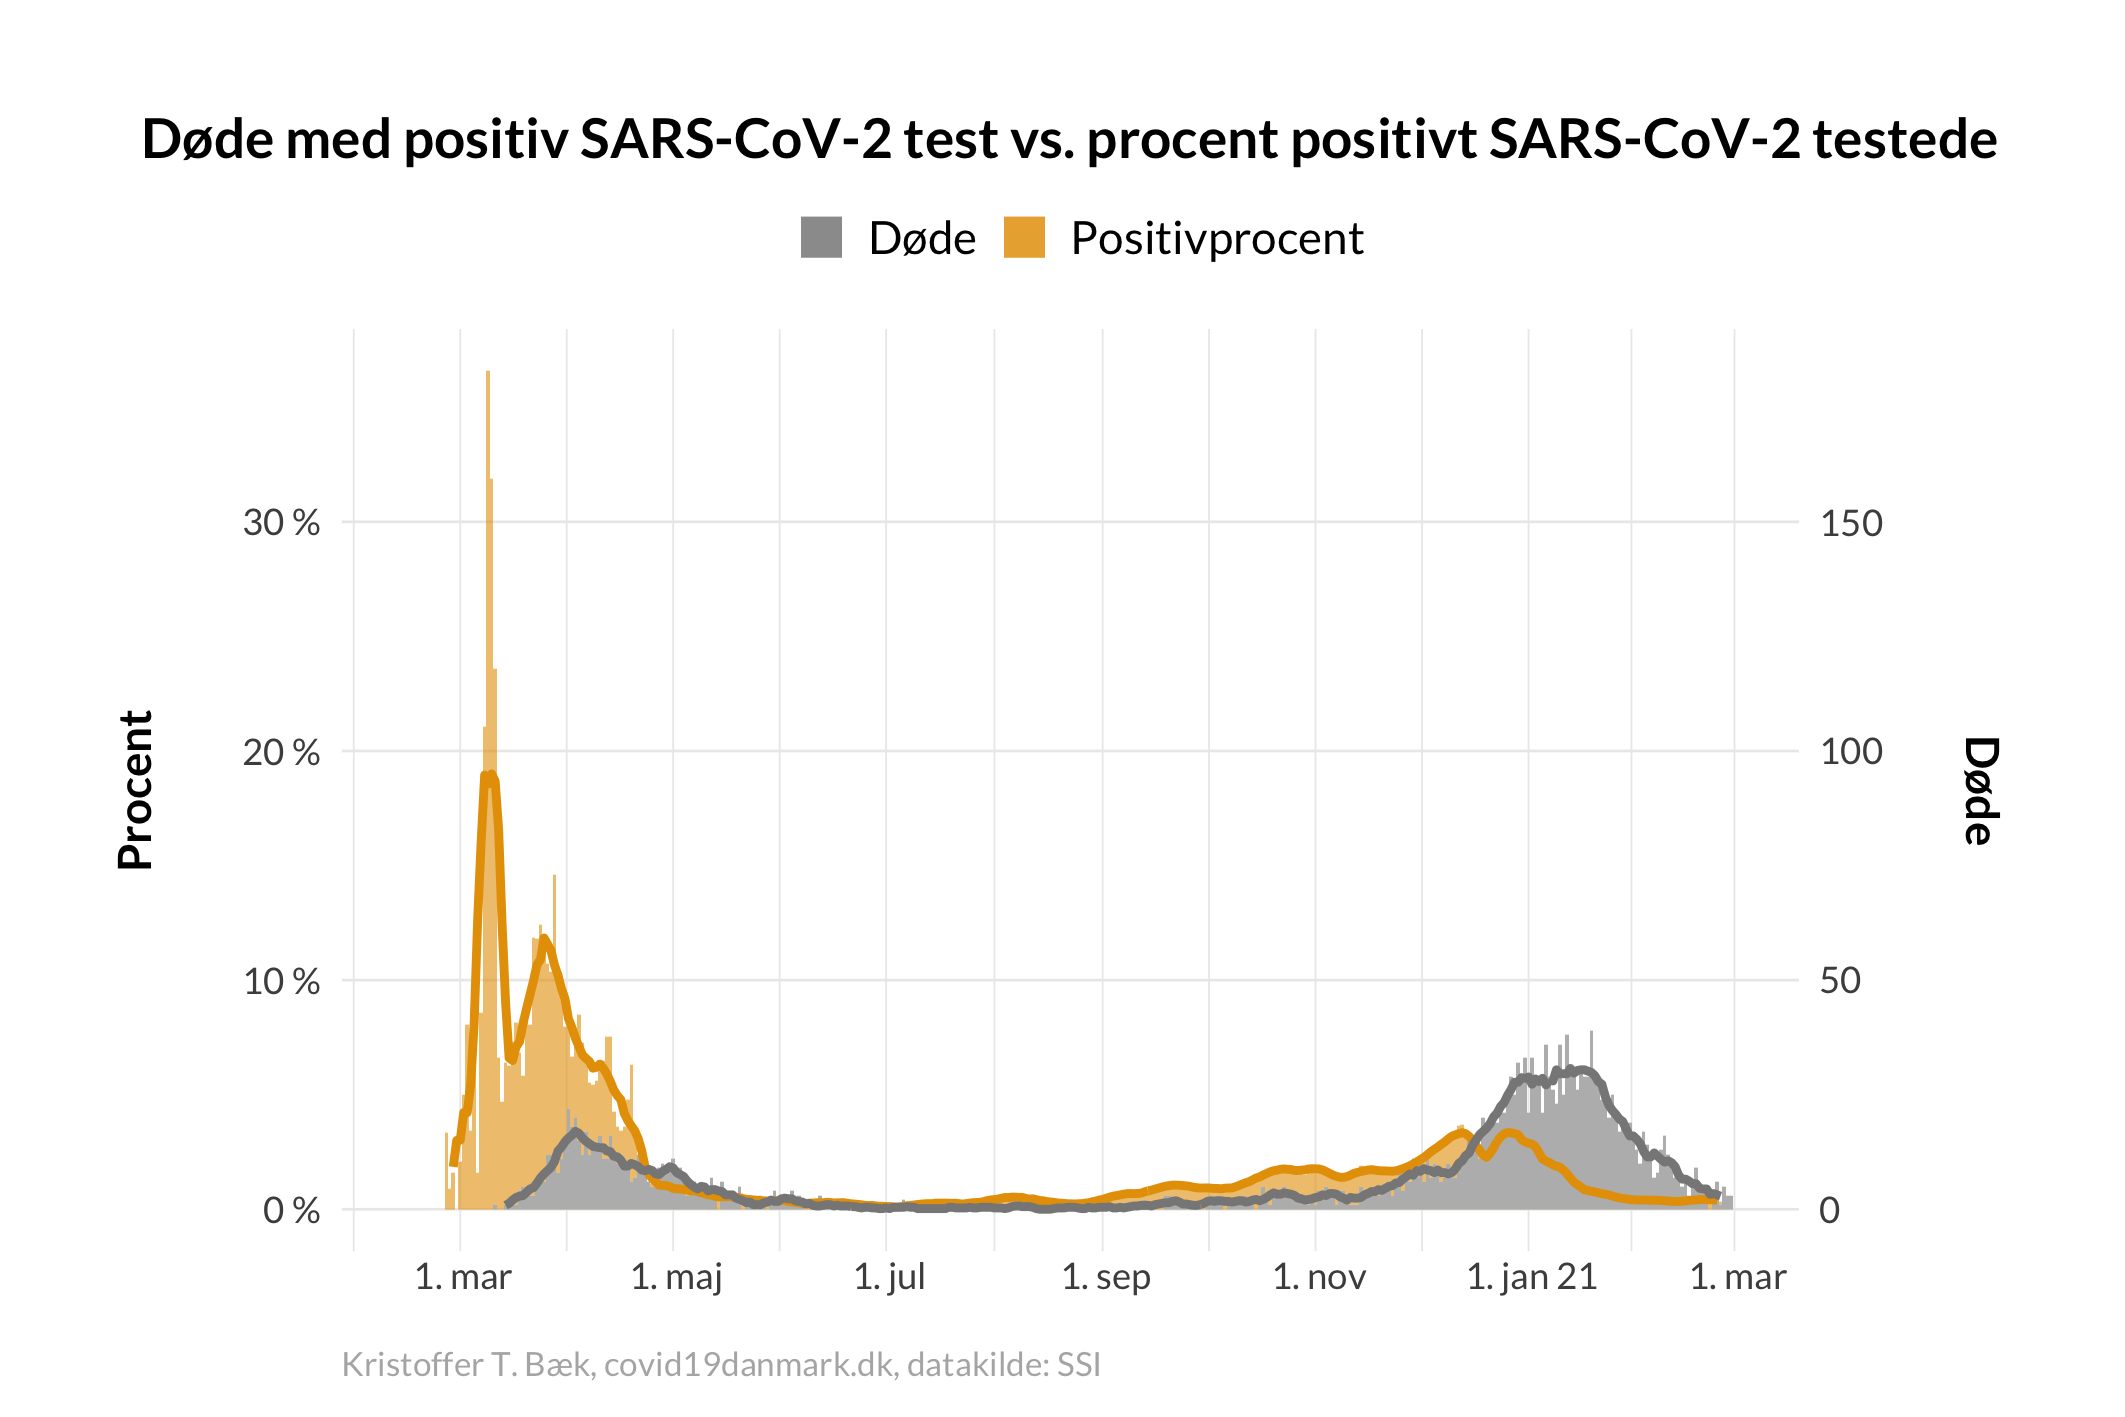 Døde med positiv SARS-CoV-2 test vs. procent positivt SARS-CoV-2 testede
Døde Positivprocent
Procent
30 %
20 %
10 %
0 %
150
100
50
0
Døde
1. mar 1. maj 1. jul 1. sep 1. nov 1. jan 21 1. mar
Kristoffer T. Bæk, covid19danmark.dk, datakilde: SSI